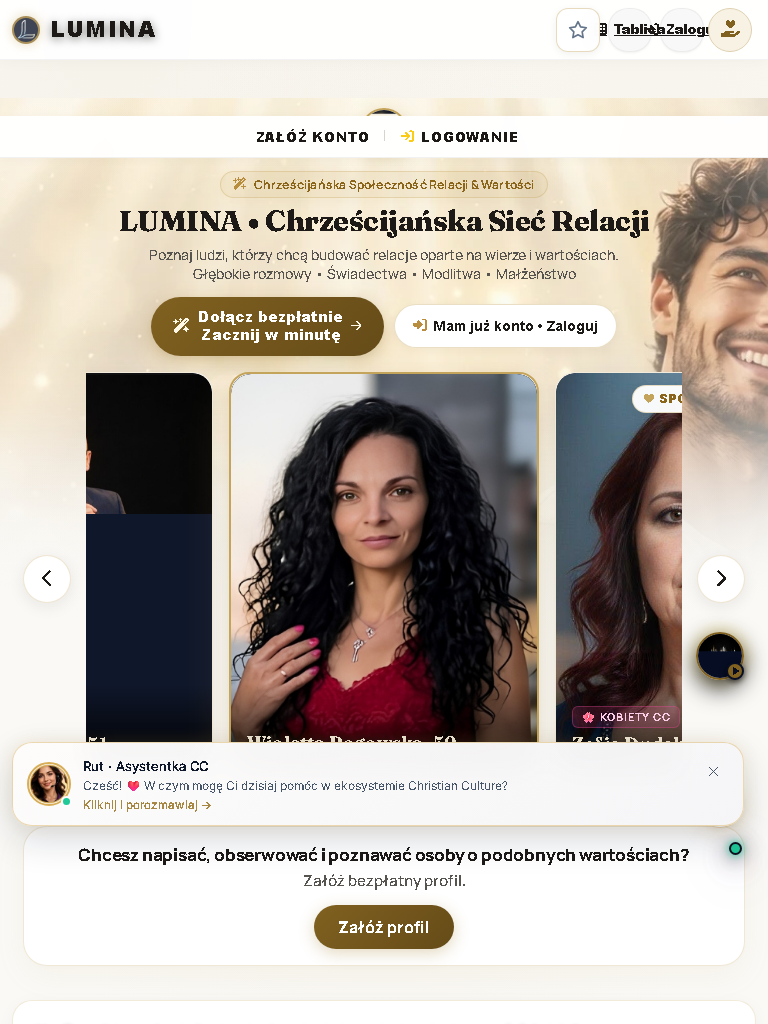 LUMINA
Tablica
Zaloguj
ZAŁÓŻ KONTO
LOGOWANIE
Chrześcijańska Społeczność Relacji & Wartości
LUMINA • Chrześcijańska Sieć Relacji
Poznaj ludzi, którzy chcą budować relacje oparte na wierze i wartościach.
Głębokie rozmowy • Świadectwa • Modlitwa • Małżeństwo
Dołącz bezpłatnie
Zacznij w minutę →
Mam już konto • Zaloguj
KOBIETY CC
Rut · Asystentka CC
Cześć! W czym mogę Ci dzisiaj pomóc w ekosystemie Christian Culture?
Kliknij i porozmawiaj →
Chcesz napisać, obserwować i poznawać osoby o podobnych wartościach?
Załóż bezpłatny profil.
Załóż profil